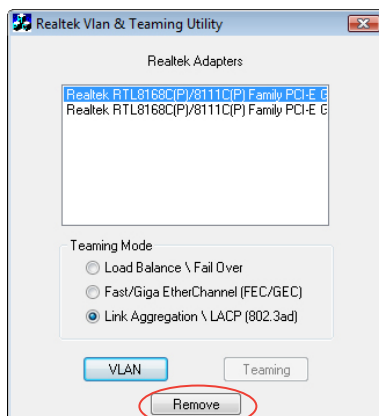 Realtek Vlan & Teaming Utility
Realtek Adapters
Realtek RTL8168C(P)/8111C(P) Family PCI-E G
Realtek RTL8168C(P)/8111C(P) Family PCI-E G
Teaming Mode
Load Balance \ Fail Over
Fast/Giga EtherChannel (FEC/GEC)
Link Aggregation \ LACP (802.3ad)
VLAN Teaming
Remove